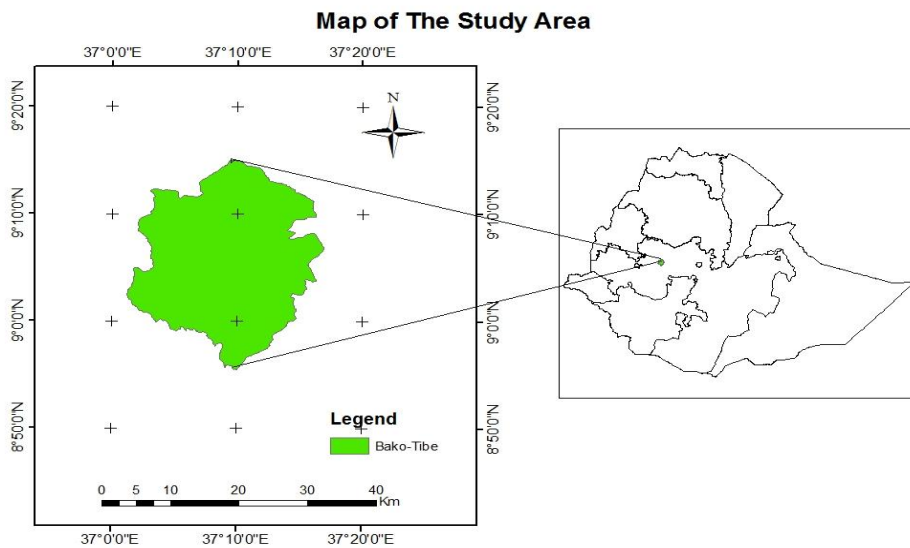 Map of The Study Area
37°0'0"E 37°10'0"E 37°20'0"E
9°20'0"N 9°20'0"N
N
9°10'0"N 9°10'0"N
9°0'0"N 9°0'0"N
8°50'0"N 8°50'0"N
Legend
Bako-Tibe
0 5 10 20 30 40
Km
37°0'0"E 37°10'0"E 37°20'0"E